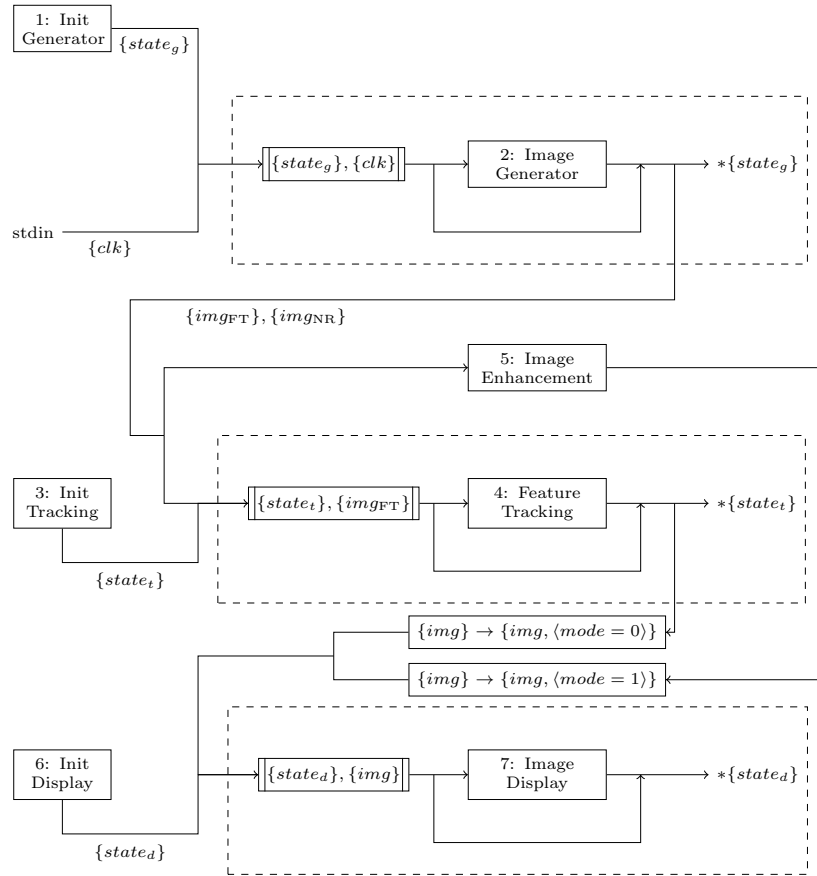 1: Init
Generator
{state_g}
{state_g}, {clk}
2: Image
Generator
*{state_g}
stdin
{clk}
{img_FT}, {img_NR}
5: Image
Enhancement
3: Init
Tracking
{state_t}, {img_FT}
4: Feature
Tracking
*{state_t}
{state_t}
{img} → {img, ⟨mode = 0⟩}
{img} → {img, ⟨mode = 1⟩}
6: Init
Display
{state_d}, {img}
7: Image
Display
*{state_d}
{state_d}